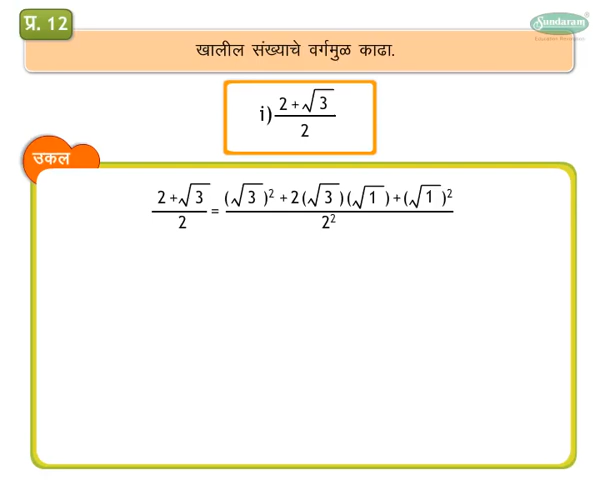 प्र. 12
Sundaram
खालील संख्याचे वर्गमुळ काढा.
i) (2 + √3)/2
उकल
(2 + √3)/2 = ((√3)² + 2(√3)(√1) + (√1)²)/2²